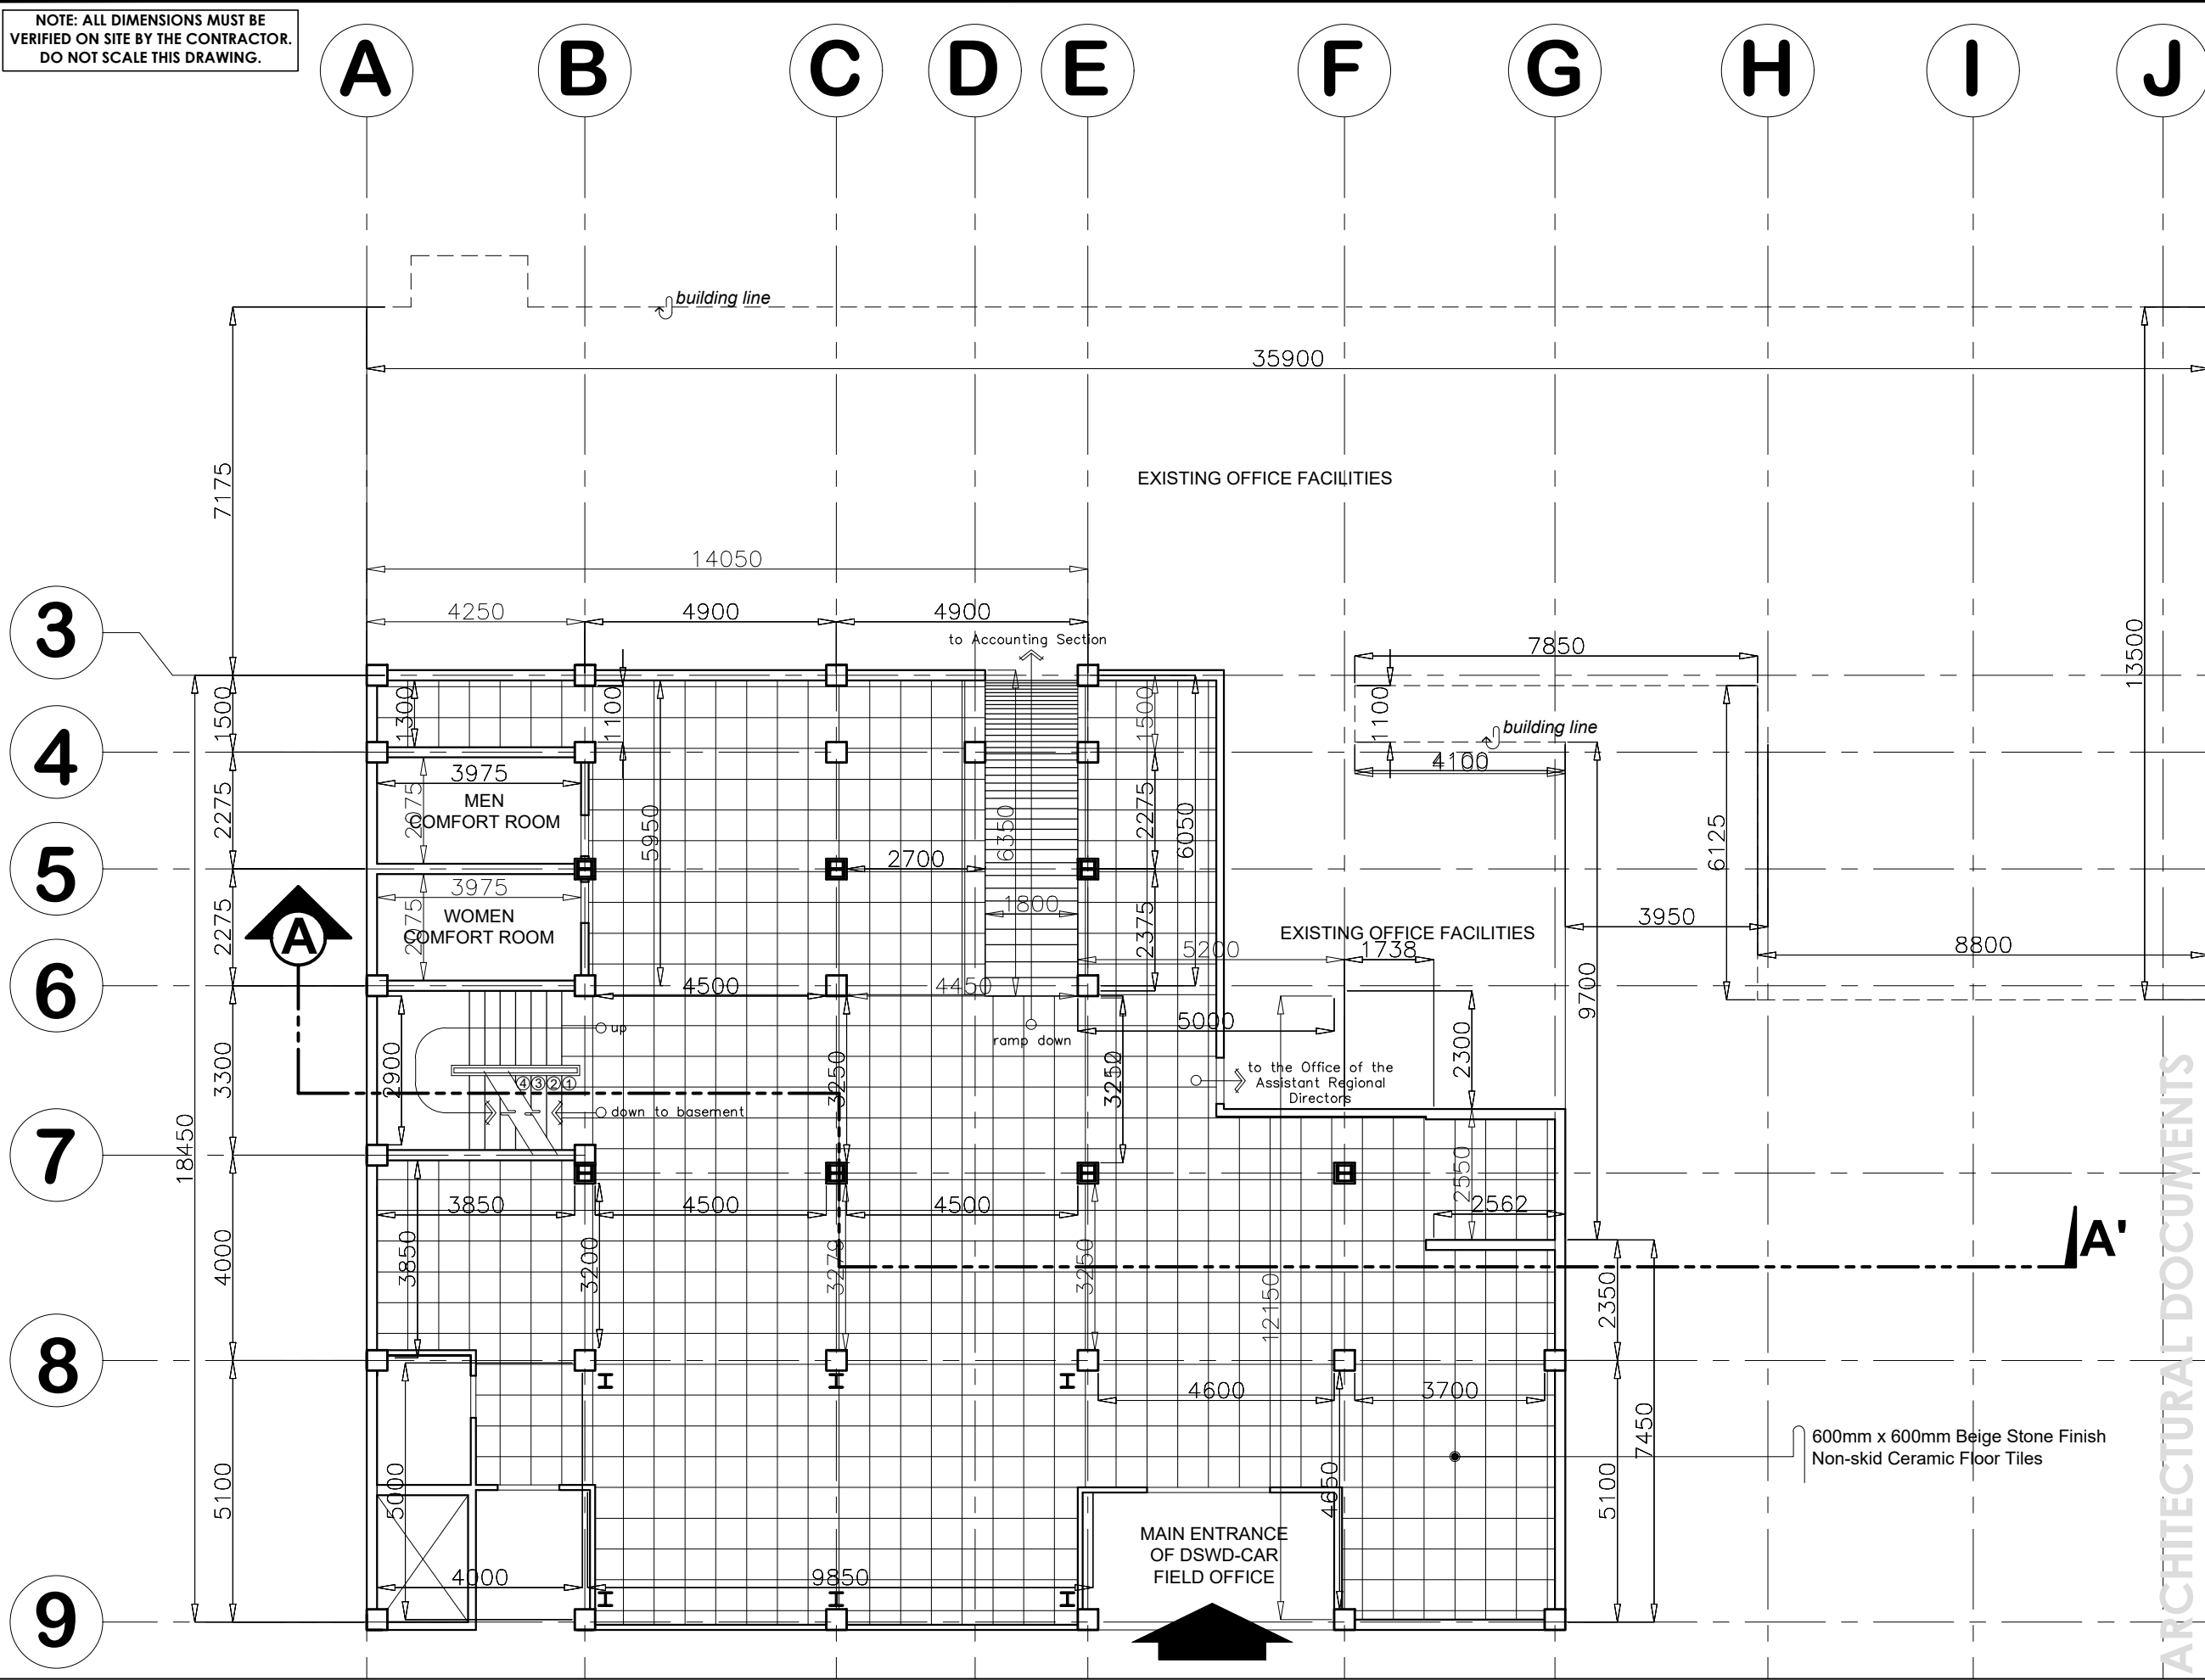 NOTE: ALL DIMENSIONS MUST BE
VERIFIED ON SITE BY THE CONTRACTOR.
DO NOT SCALE THIS DRAWING.
A
B
C
D
E
F
G
H
I
J
building line
35900
7175
EXISTING OFFICE FACILITIES
14050
4250
4900
4900
to Accounting Section
3
7850
13500
1500
1300
1100
1500
1100
4
building line
4100
3975
MEN
COMFORT ROOM
2075
2275
5950
6350
2275
6050
6125
5
2700
3975
WOMEN
COMFORT ROOM
2075
2275
1800
2375
A
3950
EXISTING OFFICE FACILITIES
5200
1738
8800
6
4500
4450
9700
up
5000
ramp down
2300
3300
2900
3250
3250
to the Office of the
Assistant Regional
Directors
4
3
2
1
down to basement
7
18450
2550
3850
4500
4500
2562
A'
4000
3850
3200
3279
3250
12150
2350
8
4600
3700
7450
600mm x 600mm Beige Stone Finish
Non-skid Ceramic Floor Tiles
5100
5000
4650
5100
MAIN ENTRANCE
OF DSWD-CAR
FIELD OFFICE
4000
9850
9
ARCHITECTURAL DOCUMENTS